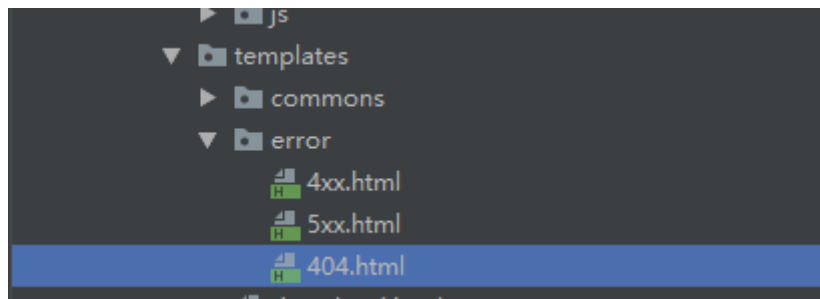 js
templates
commons
error
4xx.html
5xx.html
404.html